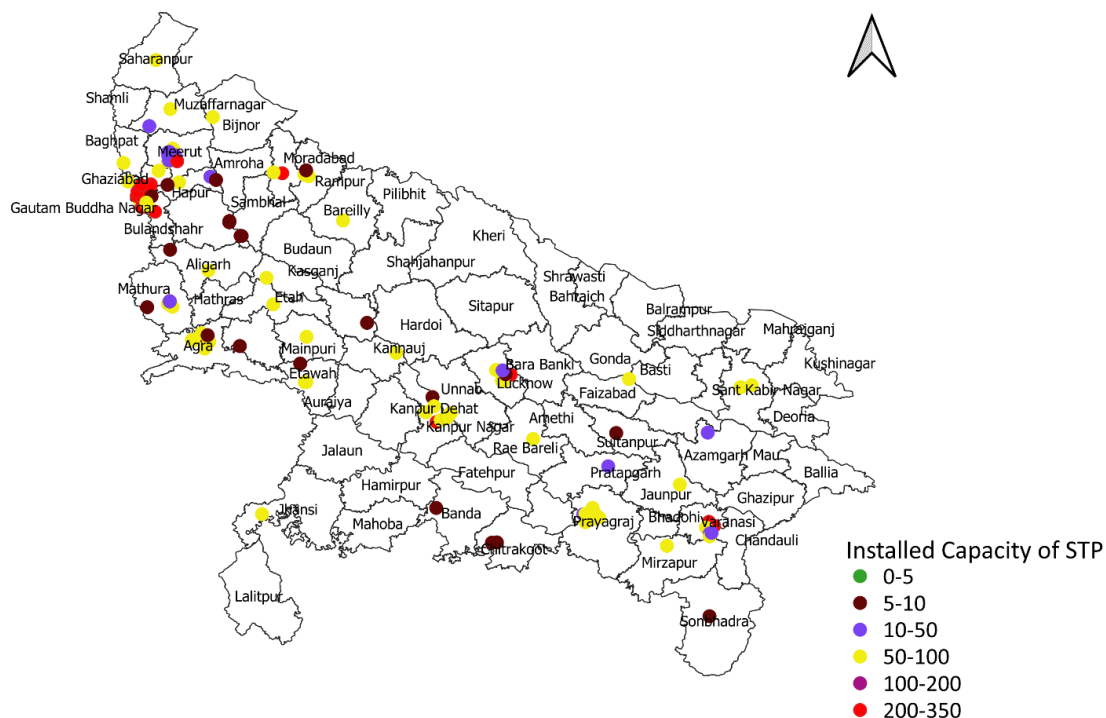 Saharanpur
Shamli
Muzaffarnagar
Bijnor
Baghpat
Meerut
Amroha
Moradabad
Ghaziabad
Hapur
Rampur
Pilibhit
Sambhal
Gautam Buddha Nagar
Bareilly
Bulandshahr
Budaun
Kheri
Aligarh
Kasganj
Shahjahanpur
Shrawasti
Mathura
Hathras
Etah
Sitapur
Bahtaich
Balrampur
Hardoi
Siddharthnagar
Mahrajganj
Agra
Mainpuri
Kannauj
Bara Banki
Gonda
Basti
Kushinagar
Etawah
Lucknow
Unnab
Faizabad
Sant Kabir Nagar
Auraiya
Kanpur Dehat
Amethi
Deoria
Kanpur Nagar
Sultanpur
Jalaun
Rae Bareli
Azamgarh
Mau
Fatehpur
Pratapgarh
Ballia
Hamirpur
Jaunpur
Ghazipur
Jhansi
Banda
Mahoba
Prayagraj
Bhadohi
Varanasi
Chandauli
Chitrakoot
Mirzapur
Lalitpur
Sonbhadra
Installed Capacity of STP
0-5
5-10
10-50
50-100
100-200
200-350